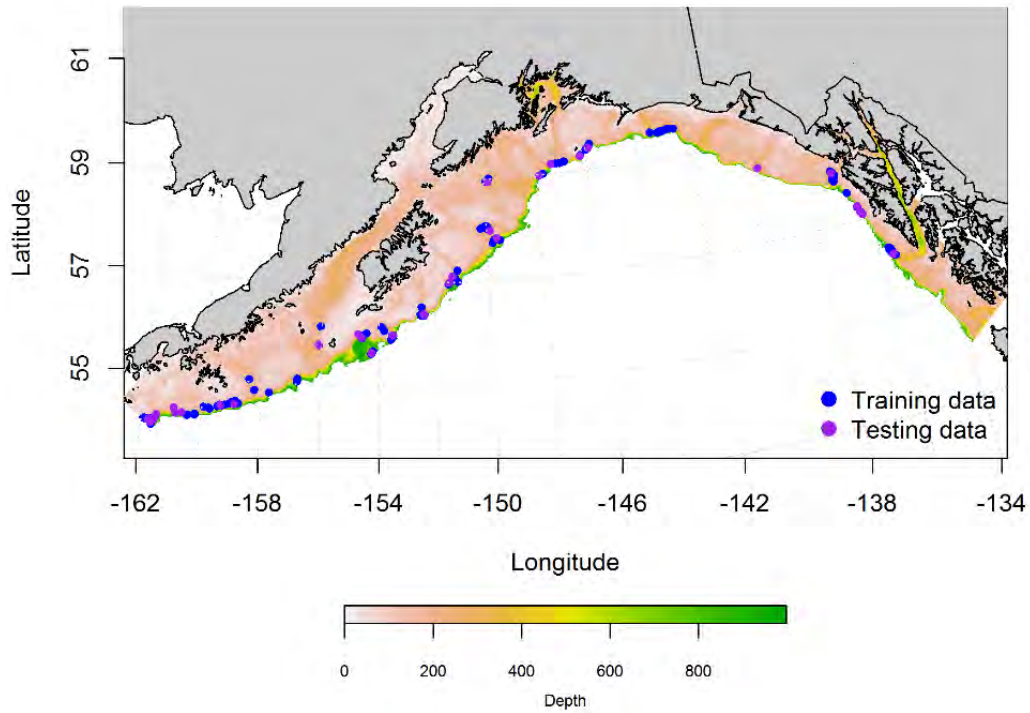 61
59
57
55
Latitude
Training data
Testing data
-162 -158 -154 -150 -146 -142 -138 -134
Longitude
0 200 400 600 800
Depth